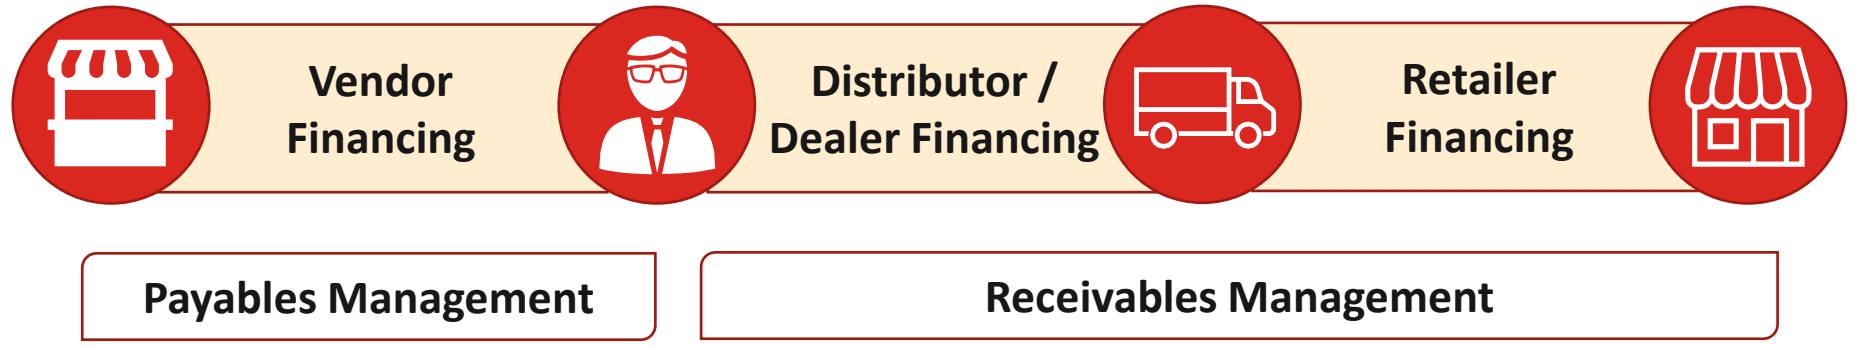 Vendor
Financing
Distributor /
Dealer Financing
Retailer
Financing
Payables Management
Receivables Management